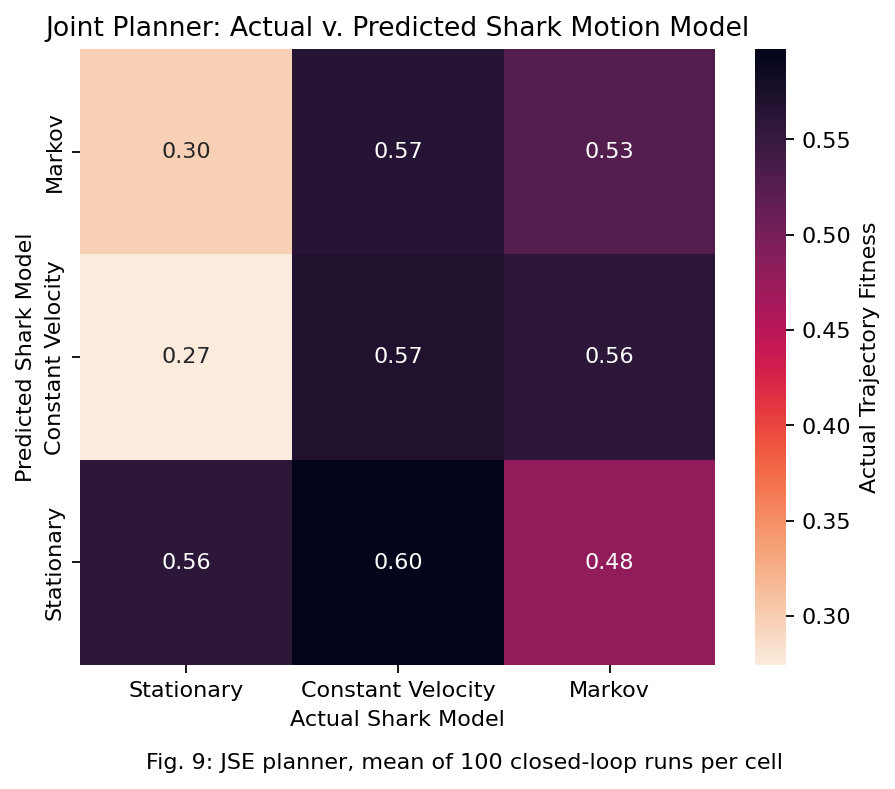 Joint Planner: Actual v. Predicted Shark Motion Model
Predicted Shark Model
Markov
0.30 0.57 0.53
Constant Velocity
0.27 0.57 0.56
Stationary
0.56 0.60 0.48
Stationary Constant Velocity Markov
Actual Shark Model
0.55
0.50
0.45
0.40
0.35
0.30
Actual Trajectory Fitness
Fig. 9: JSE planner, mean of 100 closed-loop runs per cell